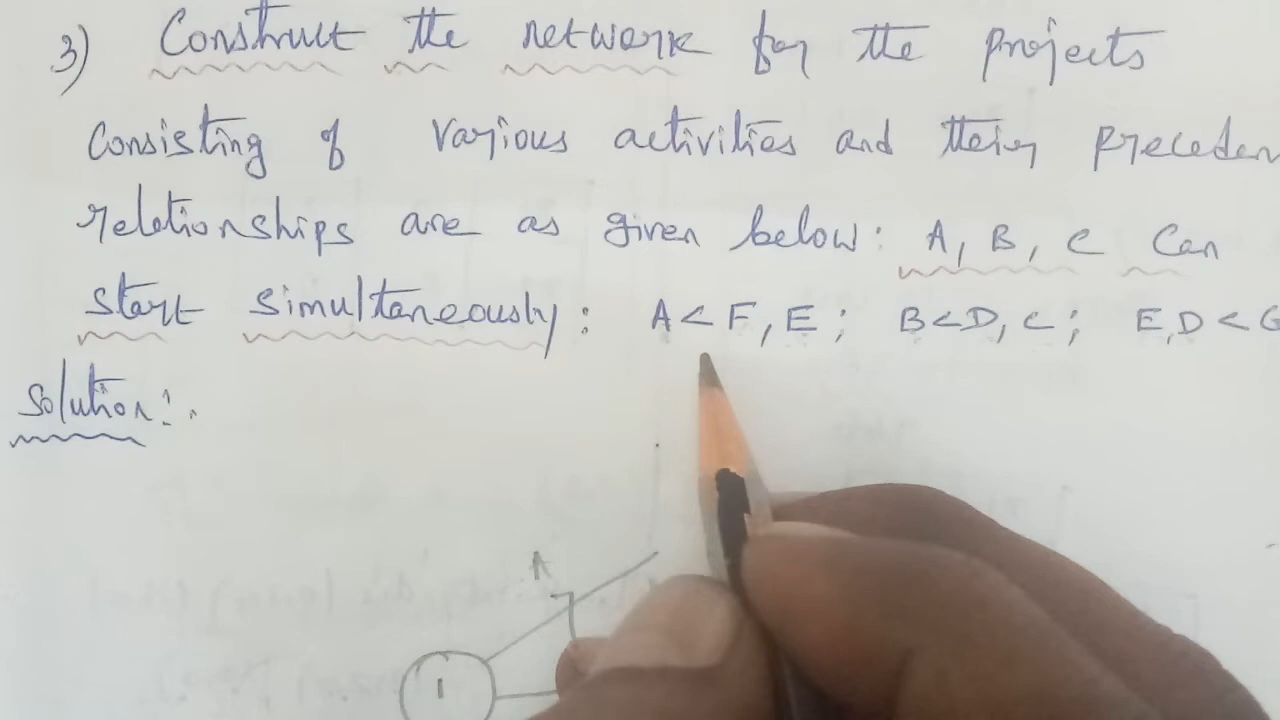 3) Construct the network for the projects
Consisting of various activities and their preceden
relationships are as given below: A, B, C Can
start simultaneously: A < F, E; B < D, C; E, D < G
Solution:
A
1